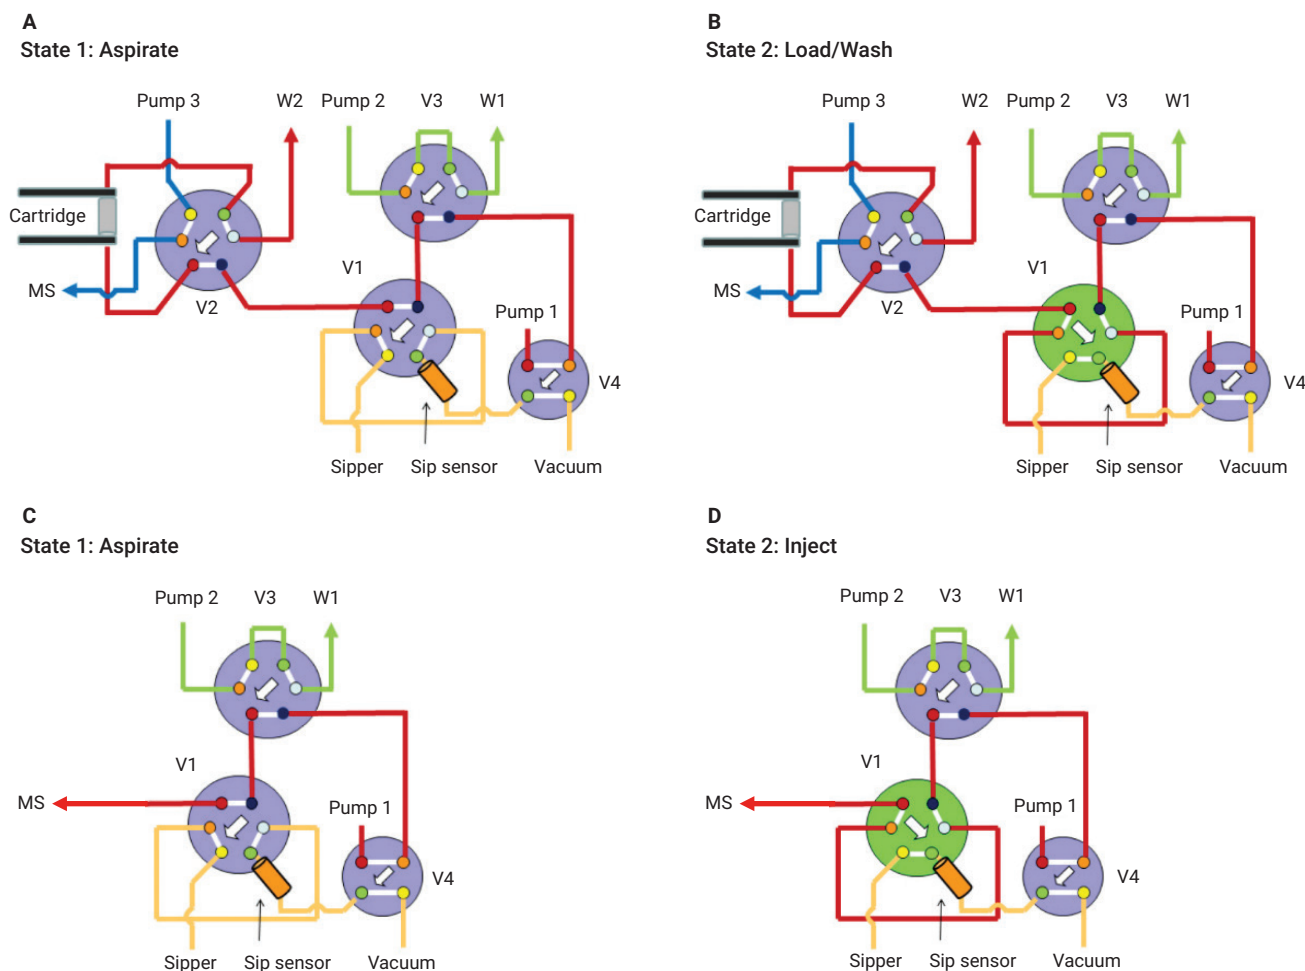 A
State 1: Aspirate
Pump 3
W2
Pump 2
V3
W1
Cartridge
MS
V2
V1
Pump 1
V4
Sipper
Sip sensor
Vacuum
B
State 2: Load/Wash
Pump 3
W2
Pump 2
V3
W1
Cartridge
MS
V2
V1
Pump 1
V4
Sipper
Sip sensor
Vacuum
C
State 1: Aspirate
Pump 2
V3
W1
V1
MS
Pump 1
V4
Sipper
Sip sensor
Vacuum
D
State 2: Inject
Pump 2
V3
W1
V1
MS
Pump 1
V4
Sipper
Sip sensor
Vacuum